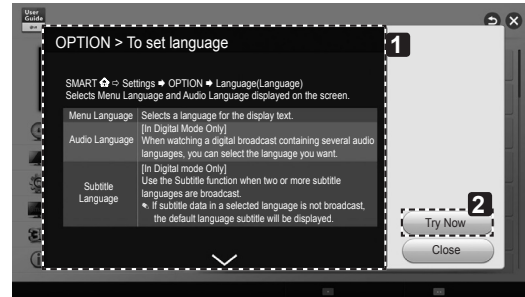 User
Guide
OPTION > To set language
1
SMART ⇨ Settings ➡ OPTION ➡ Language(Language)
Selects Menu Language and Audio Language displayed on the screen.
Menu Language Selects a language for the display text.
Audio Language [In Digital Mode Only]
When watching a digital broadcast containing several audio
languages, you can select the language you want.
Subtitle Language [In Digital mode Only]
Use the Subtitle function when two or more subtitle
languages are broadcast.
If subtitle data in a selected language is not broadcast,
the default language subtitle will be displayed.
2
Try Now
Close